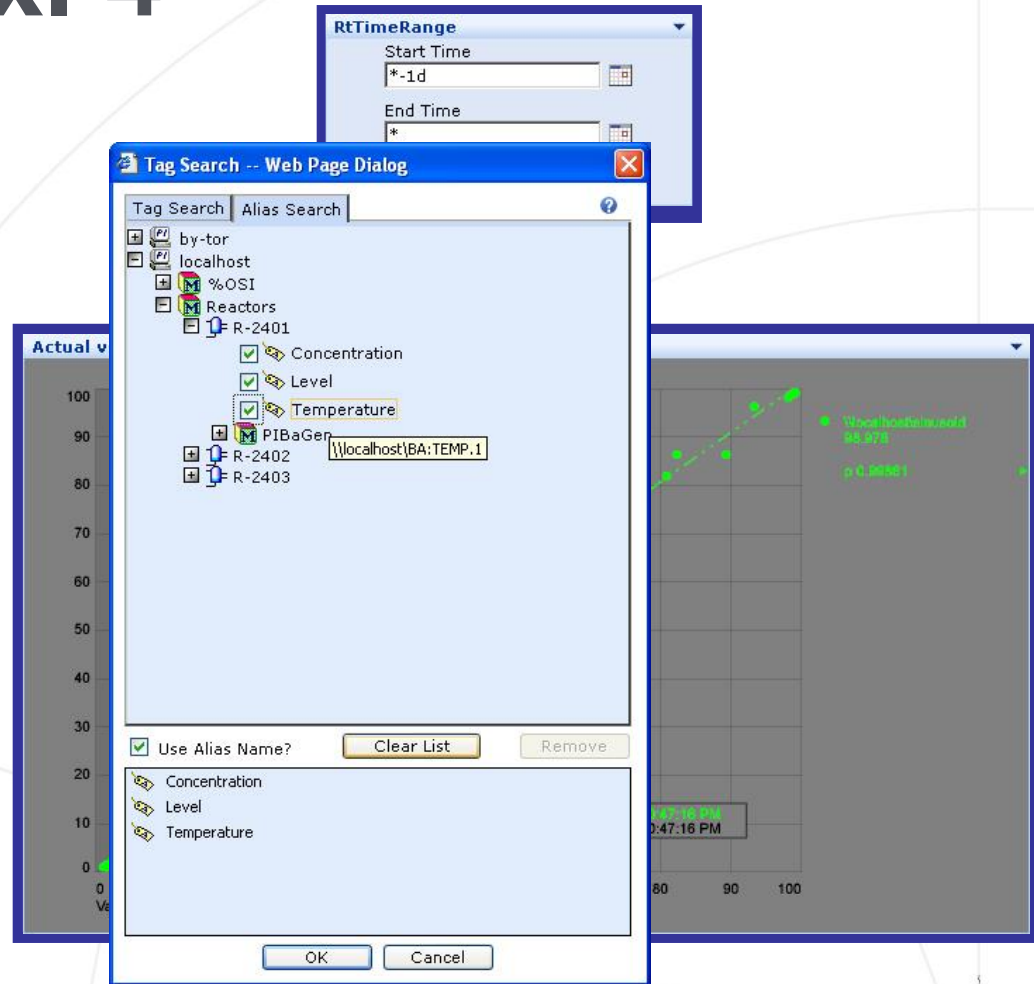 RtTimeRange
Start Time
*-1d
End Time
*
Tag Search -- Web Page Dialog
Tag Search
Alias Search
by-tor
localhost
%OSI
Reactors
R-2401
Concentration
Level
Temperature
PIBaGen
\\localhost\BA:TEMP.1
R-2402
R-2403
Use Alias Name?
Clear List
Remove
Concentration
Level
Temperature
OK
Cancel
Actual v
100
90
80
70
60
50
40
30
20
10
0
0
80
90
100
98.976
:47:16 PM
0:47:16 PM